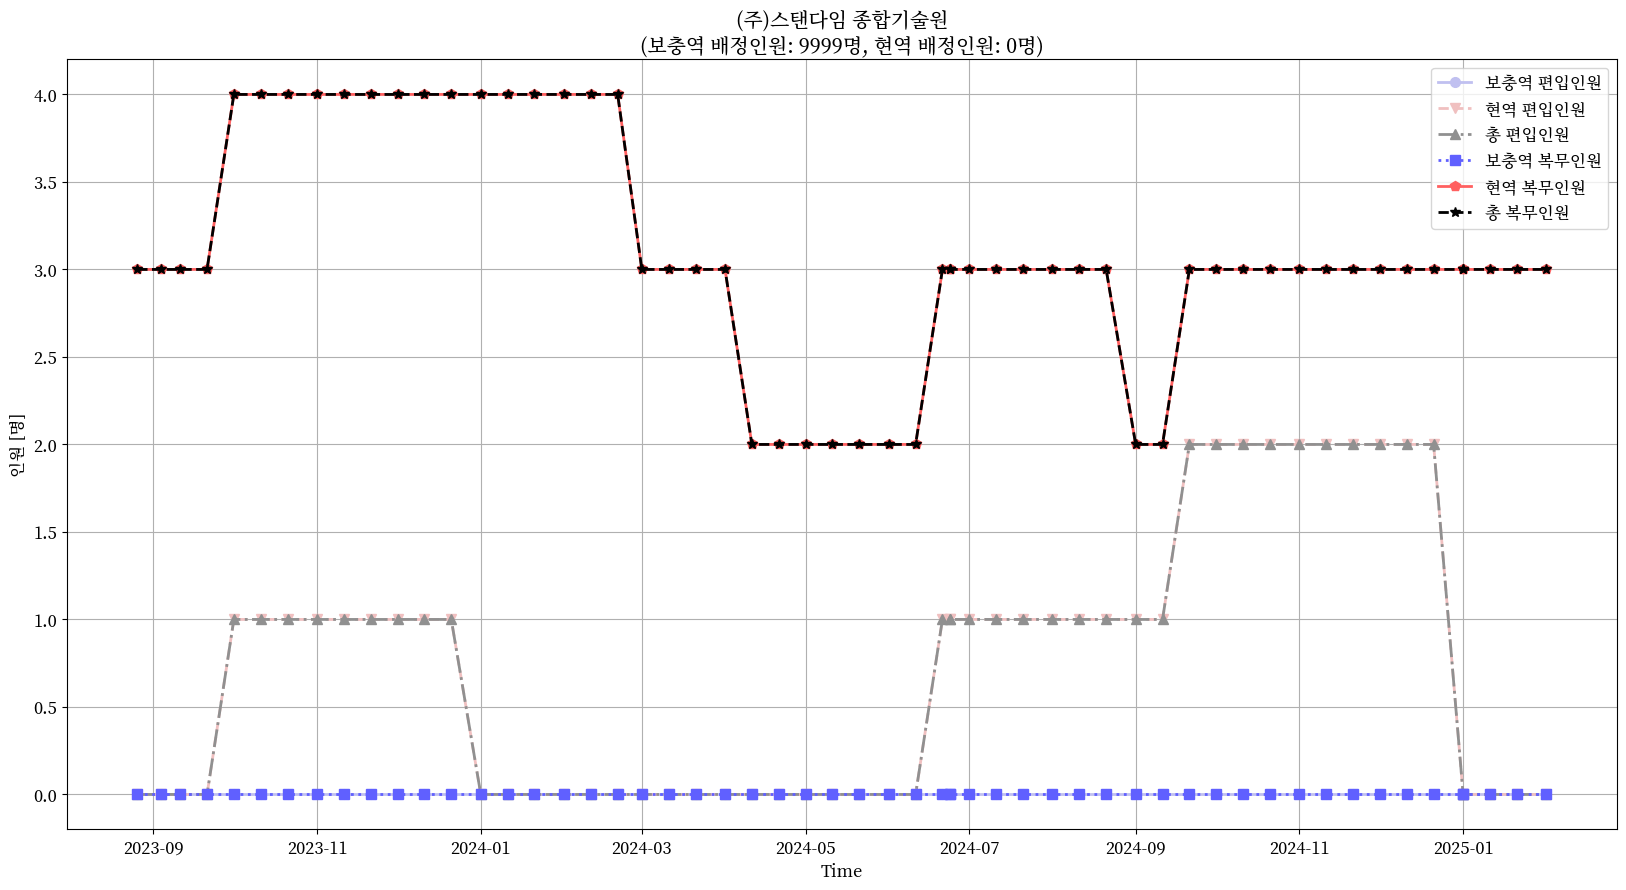 (주)스탠다임 종합기술원
(보충역 배정인원: 9999명, 현역 배정인원: 0명)
보충역 편입인원
현역 편입인원
총 편입인원
보충역 복무인원
현역 복무인원
총 복무인원
인원 [명]
4.0
3.5
3.0
2.5
2.0
1.5
1.0
0.5
0.0
2023-09
2023-11
2024-01
2024-03
2024-05
2024-07
2024-09
2024-11
2025-01
Time